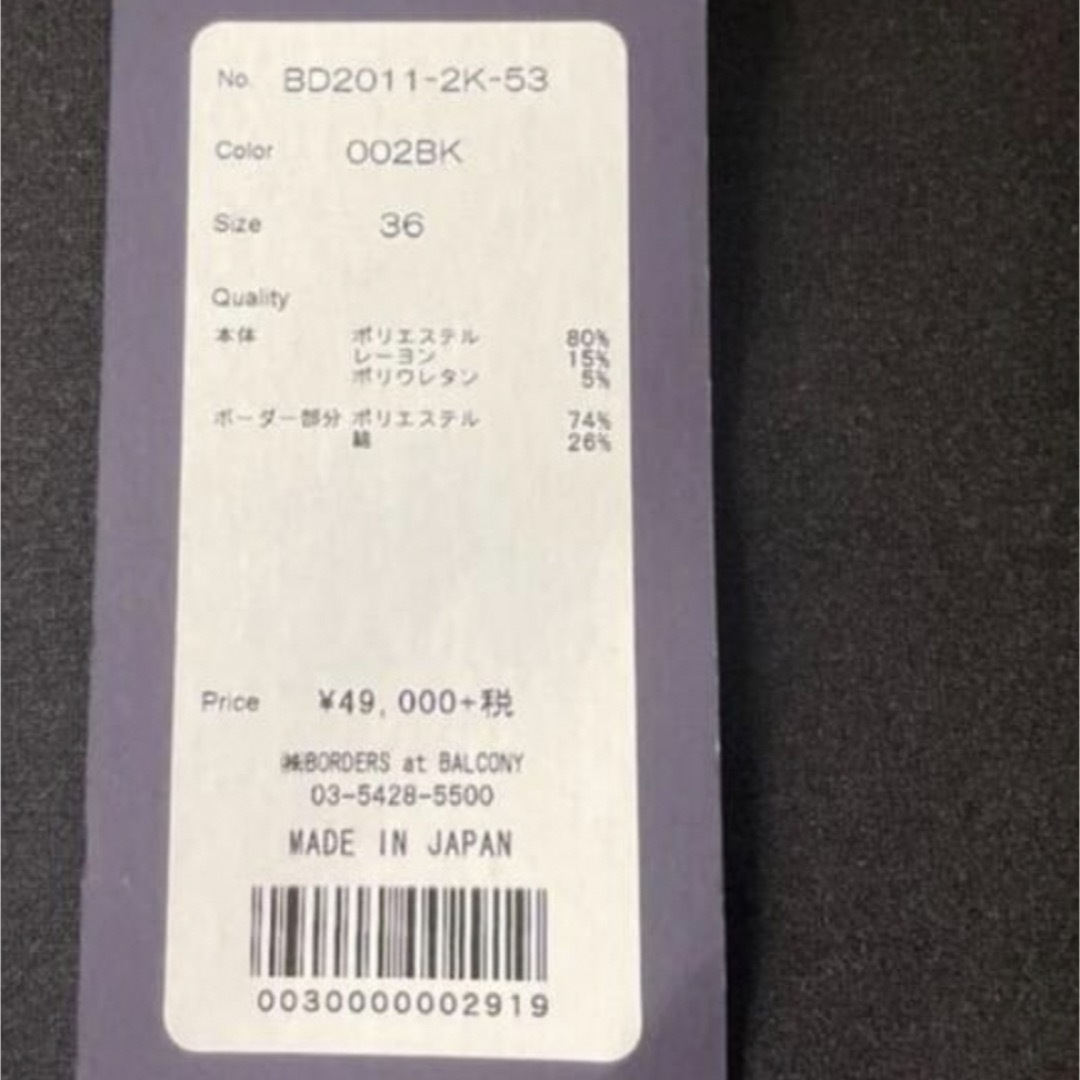 No. BD2011-2K-53
Color 002BK
Size 36
Quality
本体 ポリエステル 80%
レーヨン 15%
ポリウレタン 5%
ボーダー部分 ポリエステル 74%
綿 26%
Price ¥49,000+税
㈱BORDERS at BALCONY
03-5428-5500
MADE IN JAPAN
0030000002919